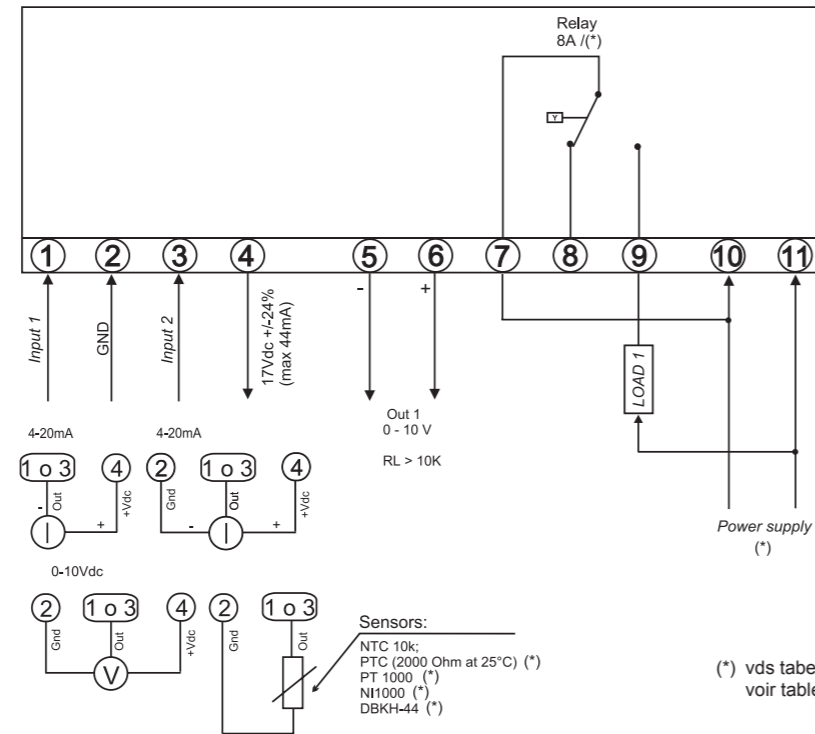 Relay
8A /(*)
Y
1 2 3 4 5 6 7 8 9 10 11
Input 1
GND
Input 2
17Vdc +/-24%
(max 44mA)
- +
LOAD 1
Out 1
0 - 10 V
RL > 10K
Power supply
(*)
4-20mA 4-20mA
1 o 3 4 2 1 o 3 4
- Out + +Vdc Gnd - Out + +Vdc
I I
0-10Vdc
2 1 o 3 4 2 1 o 3
Gnd Out +Vdc Gnd Out
V
Sensors:
NTC 10k;
PTC (2000 Ohm at 25°C) (*)
PT 1000 (*)
NI1000 (*)
DBKH-44 (*)
(*) vds tabe
voir table